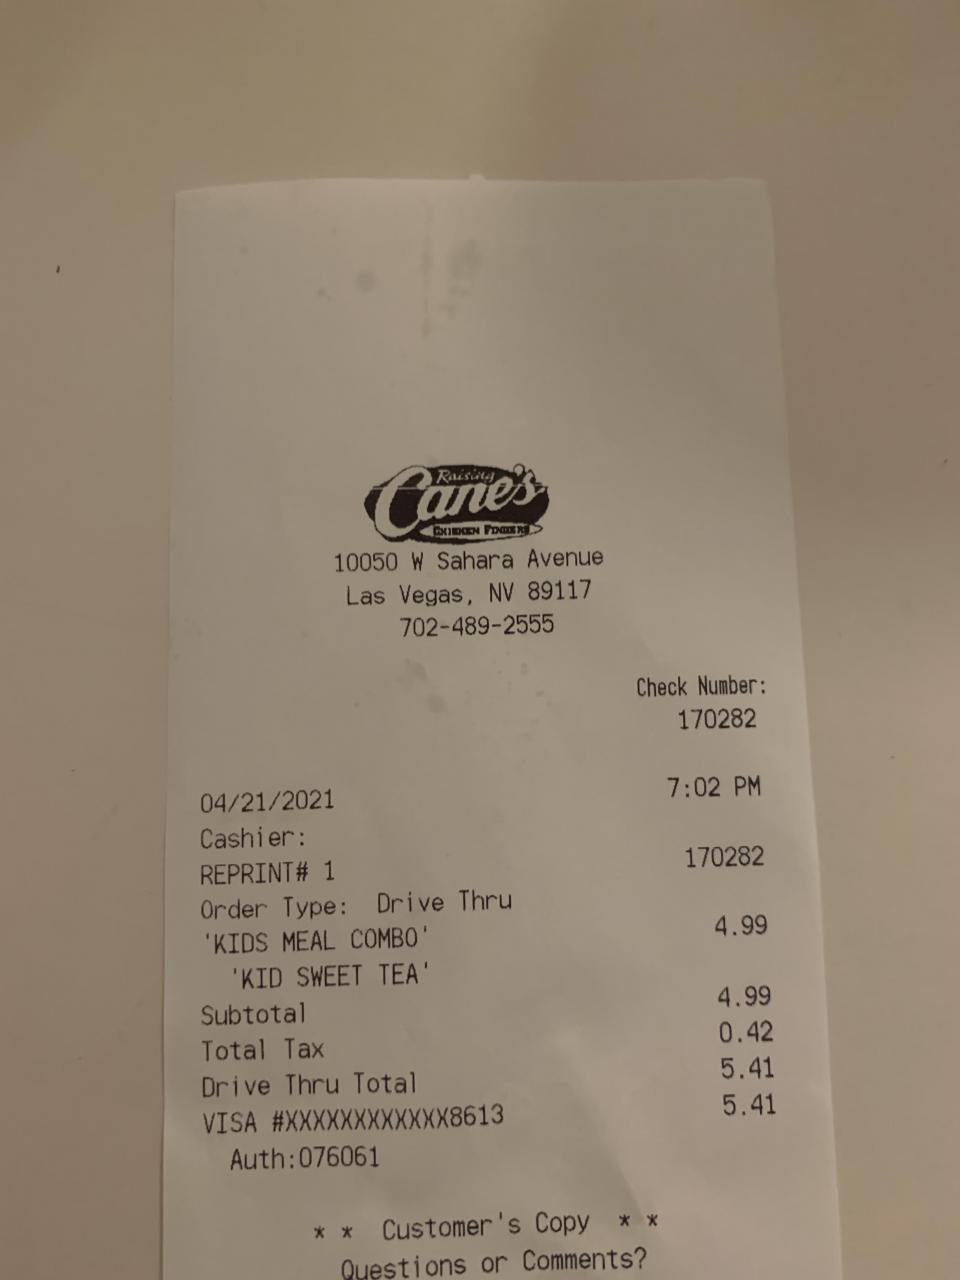 Raising
Cane's
CHICKEN FINGERS
10050 W Sahara Avenue
Las Vegas, NV 89117
702-489-2555
Check Number:
170282
04/21/2021 7:02 PM
Cashier:
REPRINT# 1 170282
Order Type: Drive Thru
'KIDS MEAL COMBO' 4.99
'KID SWEET TEA'
Subtotal 4.99
Total Tax 0.42
Drive Thru Total 5.41
VISA #XXXXXXXXXXXX8613 5.41
Auth:076061
* * Customer's Copy * *
Questions or Comments?